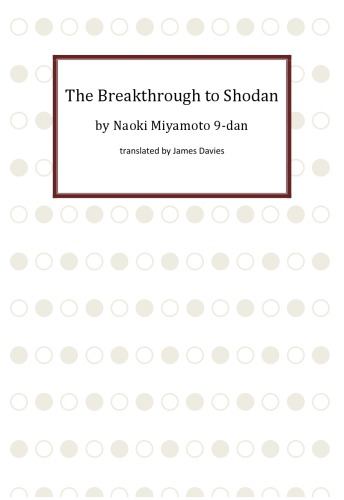 The Breakthrough to Shodan
by Naoki Miyamoto 9-dan
translated by James Davies